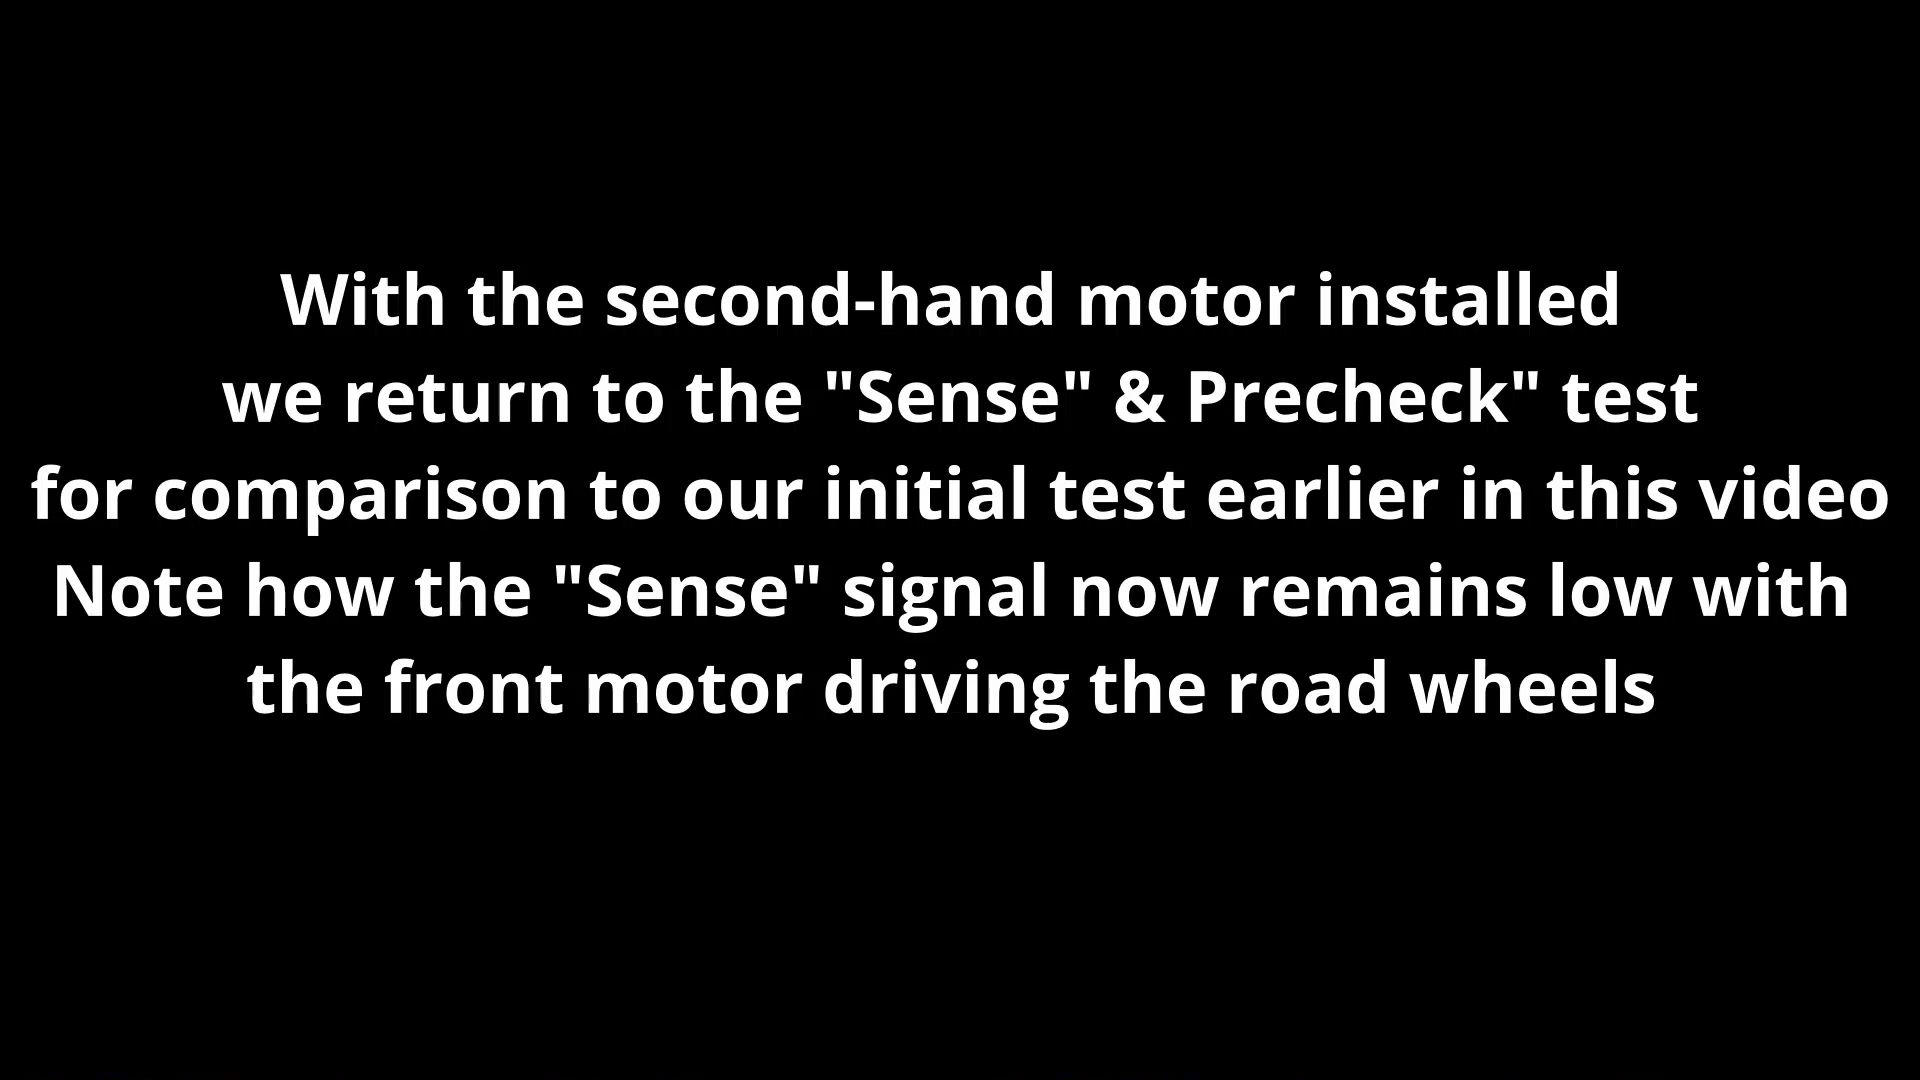 With the second-hand motor installed
we return to the "Sense" & Precheck" test
for comparison to our initial test earlier in this video
Note how the "Sense" signal now remains low with
the front motor driving the road wheels